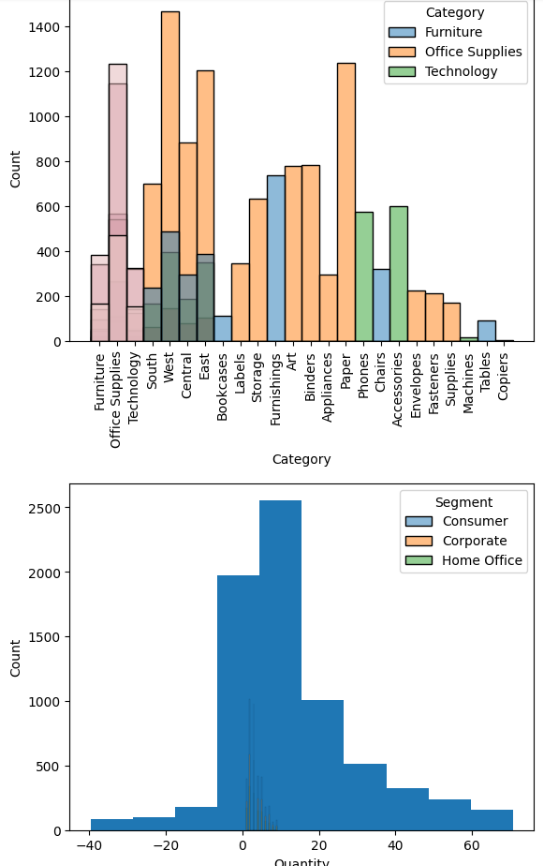 Category
Furniture
Office Supplies
Technology
1400
1200
1000
800
600
400
200
0
Count
Furniture
Office Supplies
Technology
South
West
Central
East
Bookcases
Labels
Storage
Furnishings
Art
Binders
Appliances
Paper
Phones
Chairs
Accessories
Envelopes
Fasteners
Supplies
Machines
Tables
Copiers
Category
Segment
Consumer
Corporate
Home Office
2500
2000
1500
1000
500
0
Count
−40
−20
0
20
40
60
Quantity